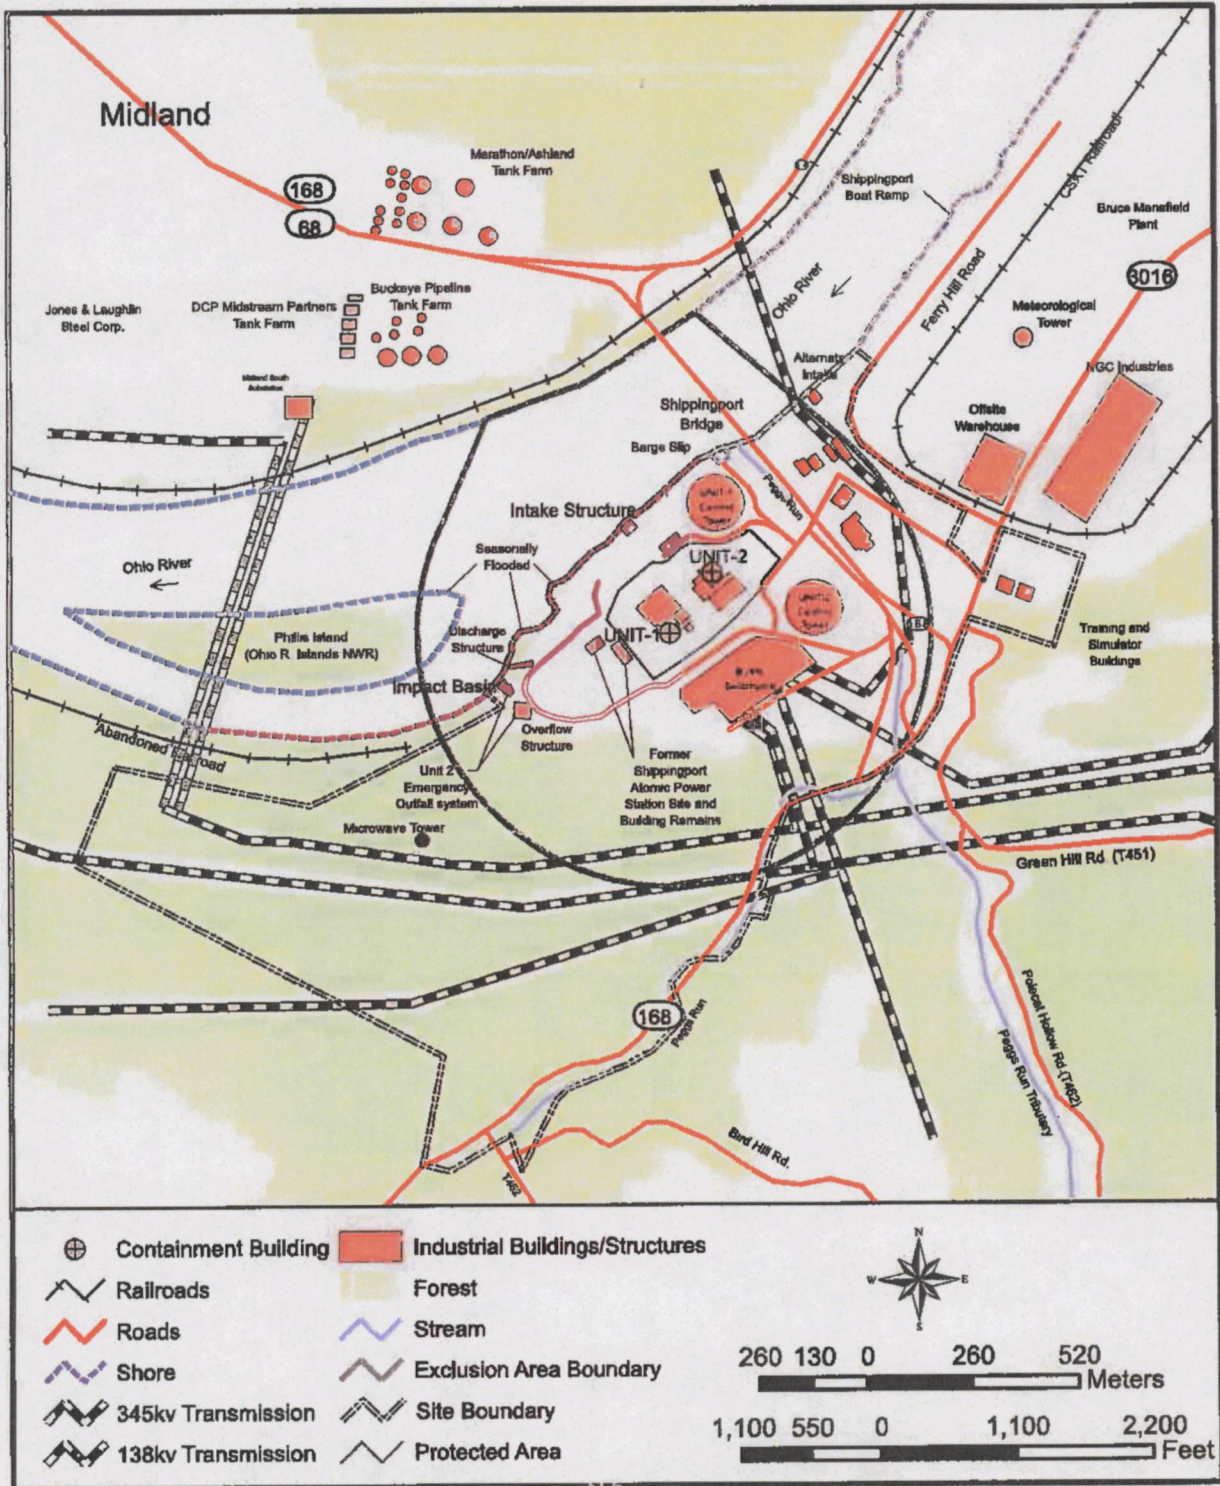 Midland
Marathon/Ashland
Tank Farm
168
68
Shippingport
Boat Ramp
CSXT Railroad
Bruce Mansfield
Plant
3016
Jones & Laughlin
Steel Corp.
DCP Midstream Partners
Tank Farm
Buckeye Pipeline
Tank Farm
Ohio River
Ferry Hill Road
Meteorological
Tower
Midland South
Substation
Alternate
Intake
NGC Industries
Shippingport
Bridge
Offsite
Warehouse
Barge Slip
Peggs Run
Intake Structure
UNIT-2
Seasonally
Flooded
Ohio River
Discharge
Structure
UNIT-1
Phillis Island
(Ohio R Islands NWR)
Training and
Simulator
Buildings
Impact Basin
Abandoned Railroad
Overflow
Structure
Unit 2
Emergency
Outfall system
Former
Shippingport
Atomic Power
Station Site and
Building Remains
Microwave Tower
Green Hill Rd. (T451)
168
Peggs Run
Polecat Hollow Rd.(T462)
Peggs Run Tributary
Bird Hill Rd.
T452
Containment Building
Industrial Buildings/Structures
Railroads
Forest
Roads
Stream
Shore
Exclusion Area Boundary
345kv Transmission
Site Boundary
138kv Transmission
Protected Area
N
W
E
S
260 130 0 260 520
Meters
1,100 550 0 1,100 2,200
Feet